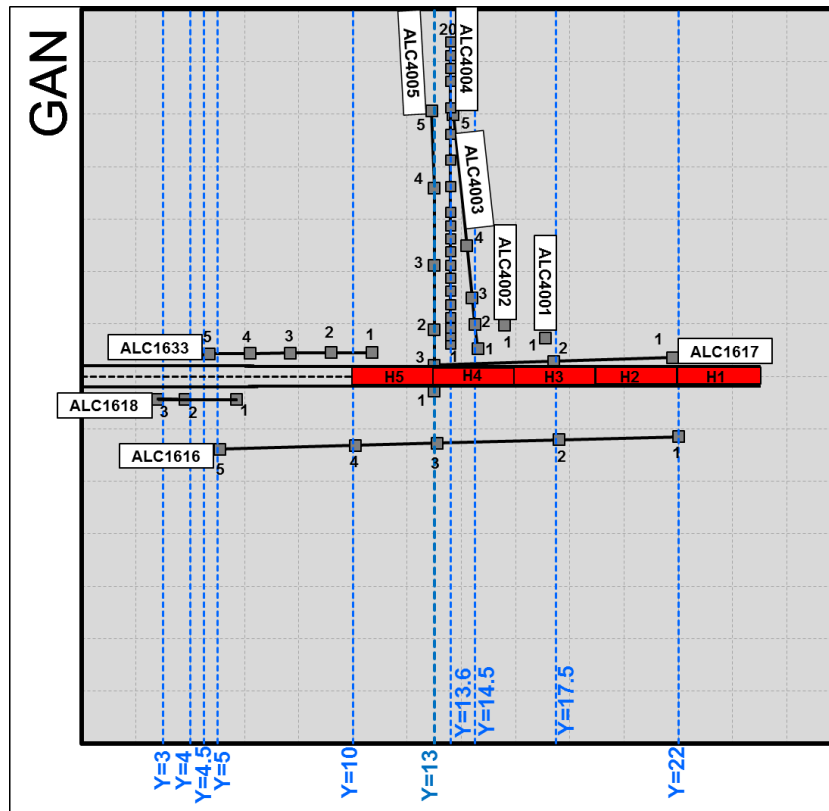 GAN
ALC4005
20
ALC4004
5
5
ALC4003
4
4
ALC4002
ALC4001
3
3
2
2
1
1
1
ALC1633
5
4
3
2
1
3
1
2
1
ALC1617
H5
H4
H3
H2
H1
ALC1618
3
2
1
1
ALC1616
5
4
3
2
1
Y=3
Y=4
Y=4.5
Y=5
Y=10
Y=13
Y=13.6
Y=14.5
Y=17.5
Y=22